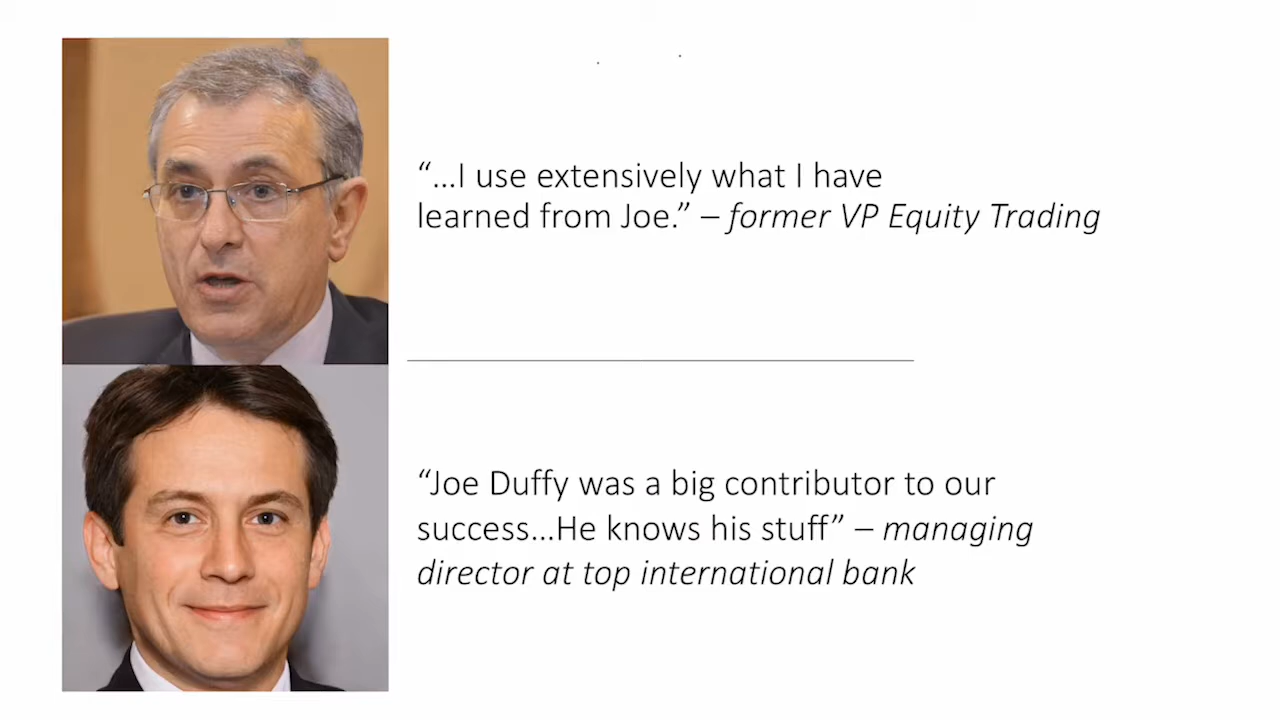 “...I use extensively what I have
learned from Joe.” – former VP Equity Trading
“Joe Duffy was a big contributor to our
success...He knows his stuff” – managing
director at top international bank